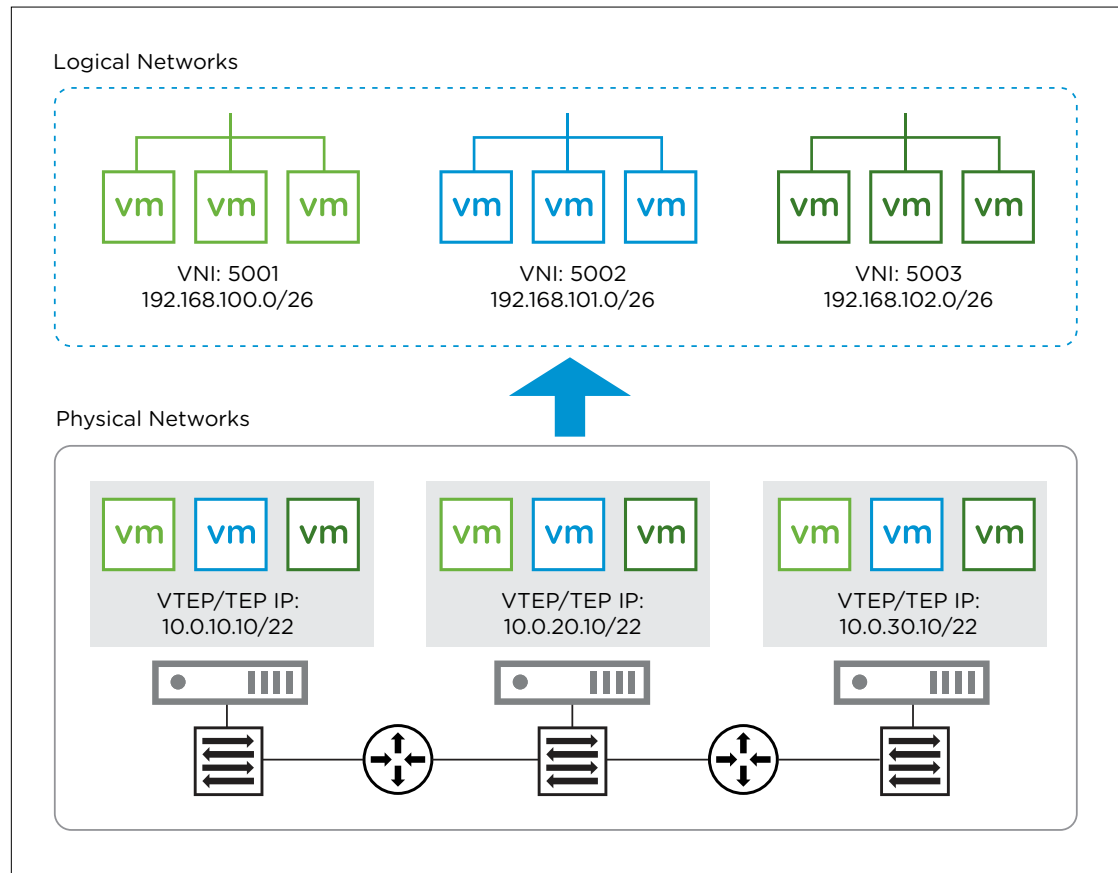 Logical Networks
vm vm vm vm vm vm vm vm vm
VNI: 5001
192.168.100.0/26
VNI: 5002
192.168.101.0/26
VNI: 5003
192.168.102.0/26
Physical Networks
vm vm vm vm vm vm vm vm vm
VTEP/TEP IP:
10.0.10.10/22
VTEP/TEP IP:
10.0.20.10/22
VTEP/TEP IP:
10.0.30.10/22